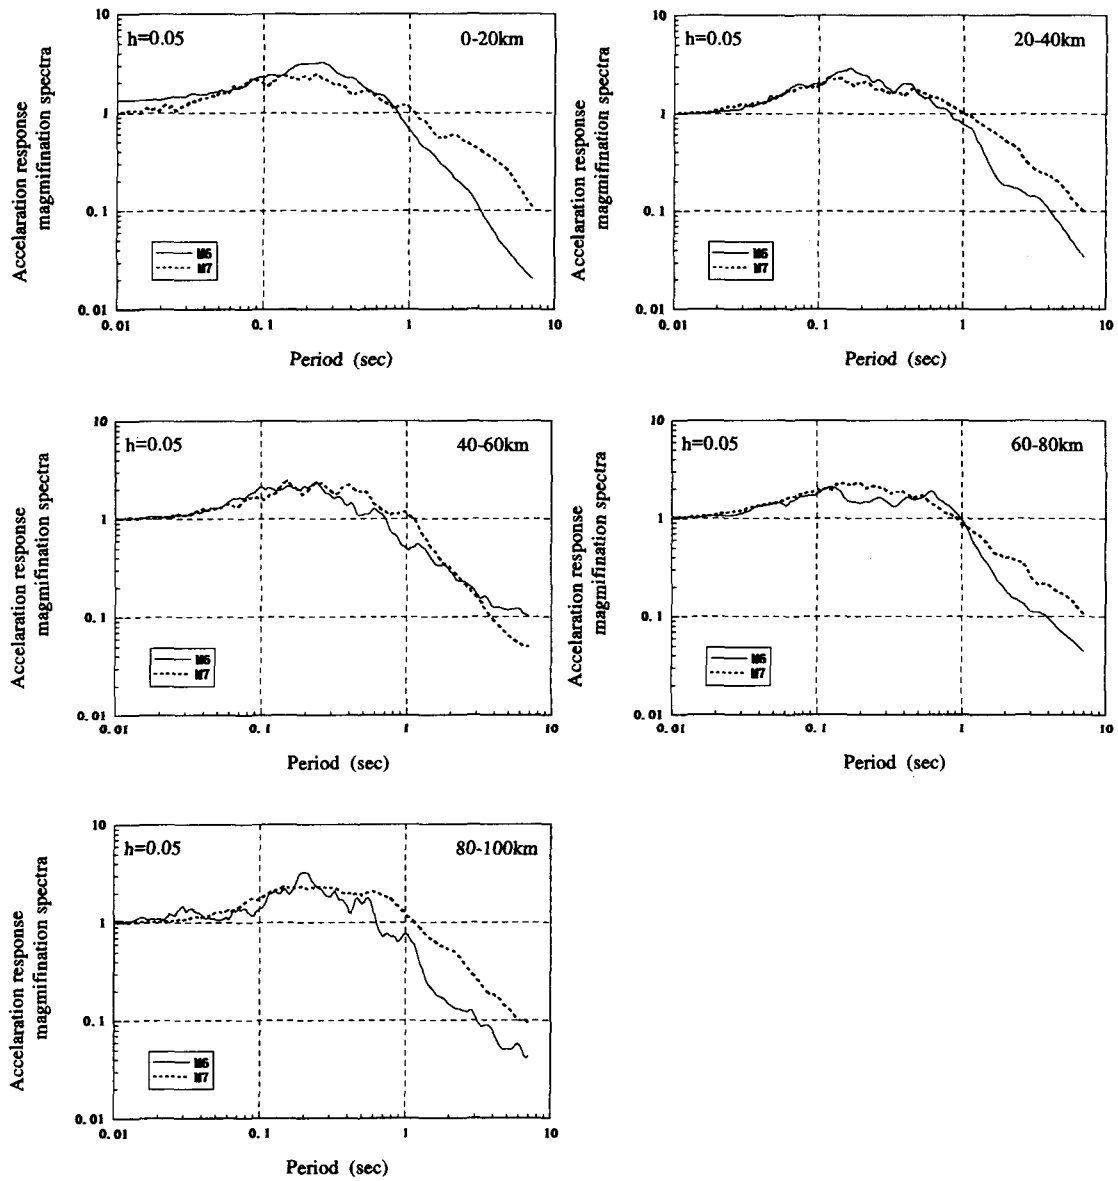 10
1
0.1
0.01
h=0.05
0-20km
M6
M7
0.01
0.1
1
10
Period (sec)
Accelaration response
magmifination spectra
10
1
0.1
0.01
h=0.05
20-40km
M6
M7
0.01
0.1
1
10
Period (sec)
Accelaration response
magmifination spectra
10
1
0.1
0.01
h=0.05
40-60km
M6
M7
0.01
0.1
1
10
Period (sec)
Accelaration response
magmifination spectra
10
1
0.1
0.01
h=0.05
60-80km
M6
M7
0.01
0.1
1
10
Period (sec)
Accelaration response
magmifination spectra
10
1
0.1
0.01
h=0.05
80-100km
M6
M7
0.01
0.1
1
10
Period (sec)
Accelaration response
magmifination spectra